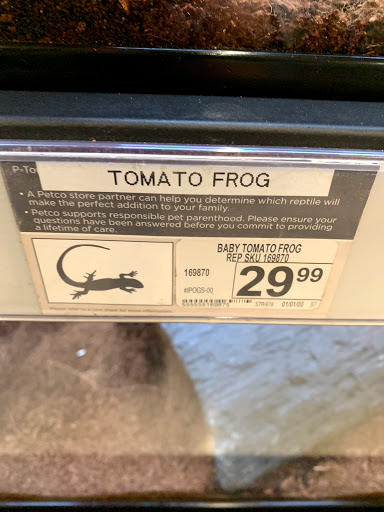 P-To
TOMATO FROG
• A Petco store partner can help you determine which reptile will
make the perfect addition to your family.
• Petco supports responsible pet parenthood. Please ensure your
questions have been answered before you commit to providing
a lifetime of care.
BABY TOMATO FROG
REP SKU 169870
169870
29 99
#POGS-00
01/01/00